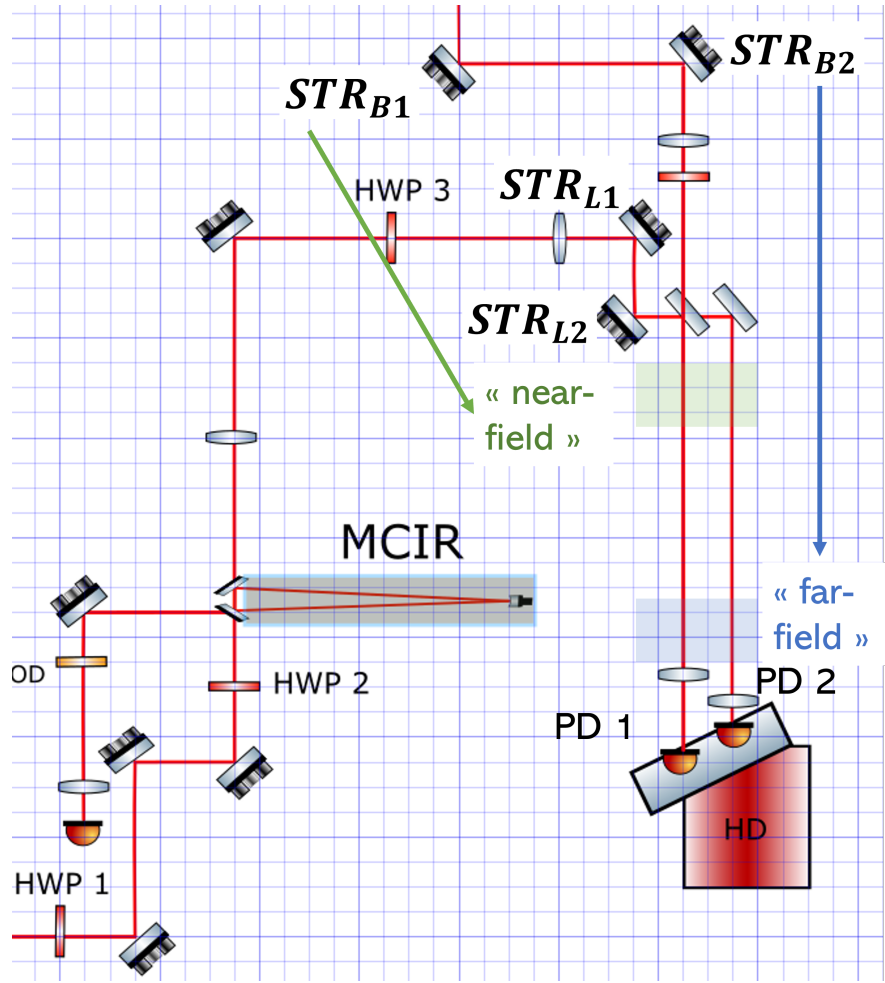 STR_B2
STR_B1
HWP 3
STR_L1
STR_L2
« near-
field »
MCIR
« far-
field »
OD
HWP 2
PD 2
PD 1
HD
HWP 1